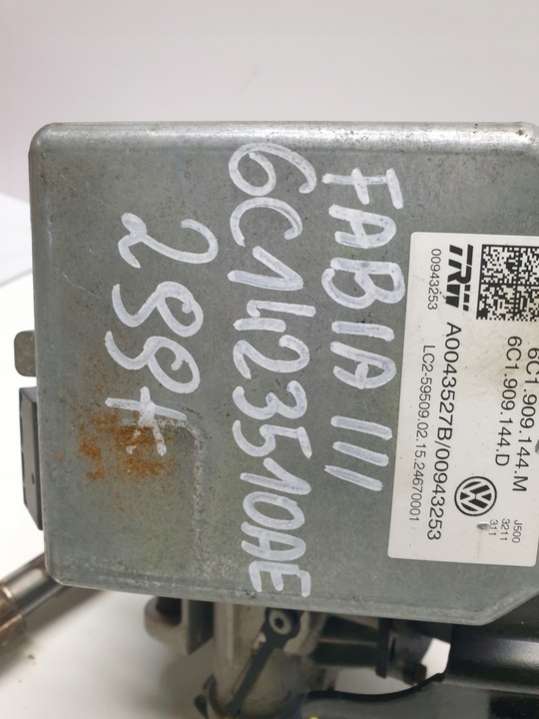 FABIA III
6C1423510AE
288+
TRW
00943253
6C1.909.144.M
6C1.909.144.D
A0043527B/00943253
LC2-59509.02.15.24670001
J500
3211
311